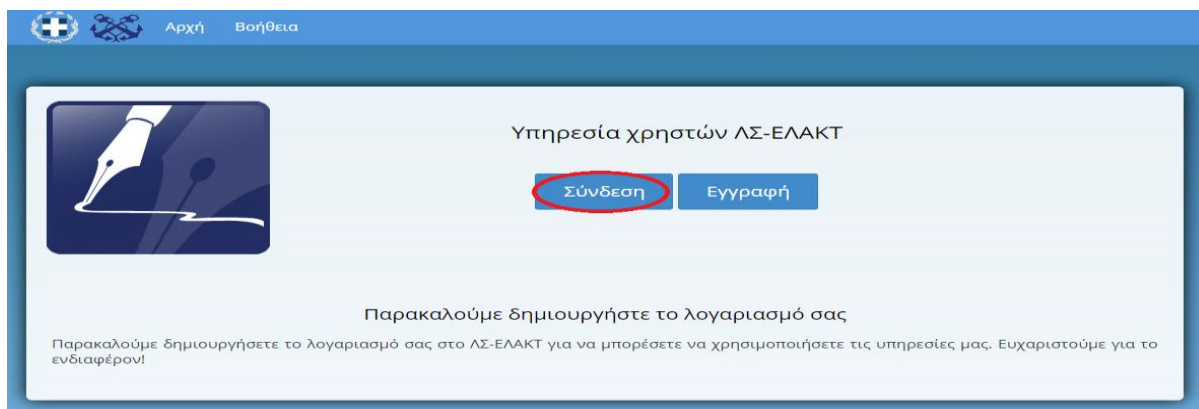 Αρχή Βοήθεια
Υπηρεσία χρηστών ΛΣ-ΕΛΑΚΤ
Σύνδεση Εγγραφή
Παρακαλούμε δημιουργήστε το λογαριασμό σας
Παρακαλούμε δημιουργήσετε το λογαριασμό σας στο ΛΣ-ΕΛΑΚΤ για να μπορέσετε να χρησιμοποιήσετε τις υπηρεσίες μας. Ευχαριστούμε για το
ενδιαφέρον!